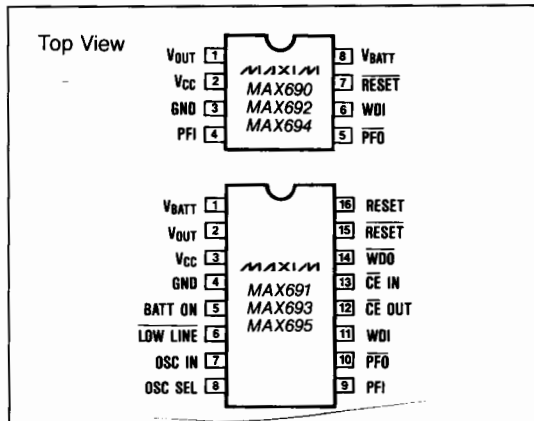 Top View
VOUT 1
VCC 2
GND 3
PFI 4
MAXIM
MAX690
MAX692
MAX694
8 VBATT
7 RESET
6 WDI
5 PFO
VBATT 1
VOUT 2
VCC 3
GND 4
BATT ON 5
LOW LINE 6
OSC IN 7
OSC SEL 8
MAXIM
MAX691
MAX693
MAX695
16 RESET
15 RESET
14 WDO
13 CE IN
12 CE OUT
11 WDI
10 PFO
9 PFI